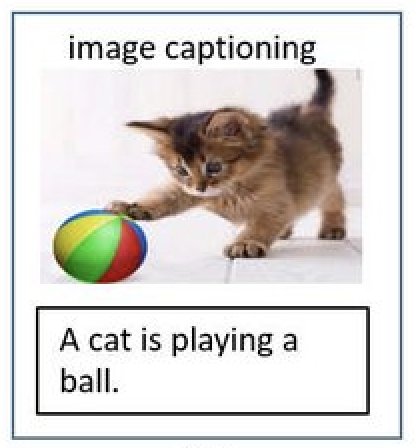 image captioning
A cat is playing a
ball.